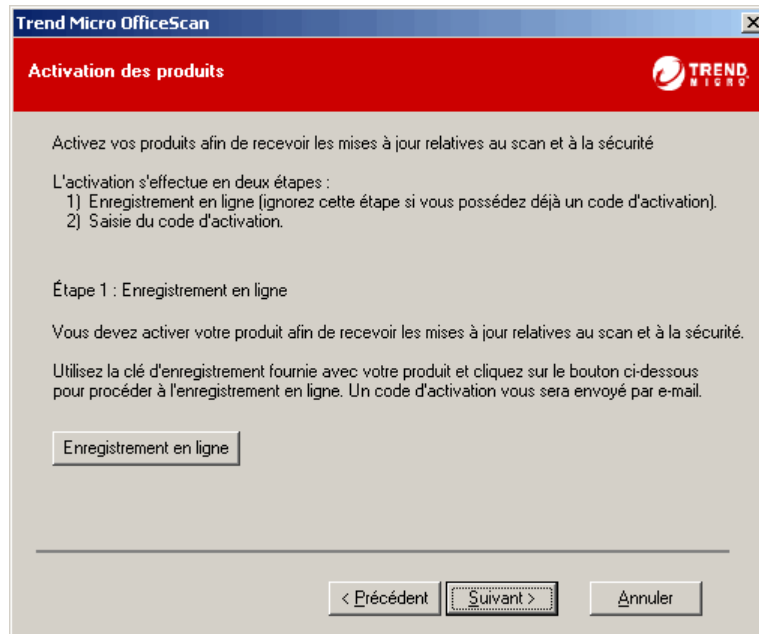 Trend Micro OfficeScan
Activation des produits
TREND
MICRO
Activez vos produits afin de recevoir les mises à jour relatives au scan et à la sécurité
L'activation s'effectue en deux étapes :
1) Enregistrement en ligne (ignorez cette étape si vous possédez déjà un code d'activation).
2) Saisie du code d'activation.
Étape 1 : Enregistrement en ligne
Vous devez activer votre produit afin de recevoir les mises à jour relatives au scan et à la sécurité.
Utilisez la clé d'enregistrement fournie avec votre produit et cliquez sur le bouton ci-dessous
pour procéder à l'enregistrement en ligne. Un code d'activation vous sera envoyé par e-mail.
Enregistrement en ligne
< Précédent Suivant > Annuler